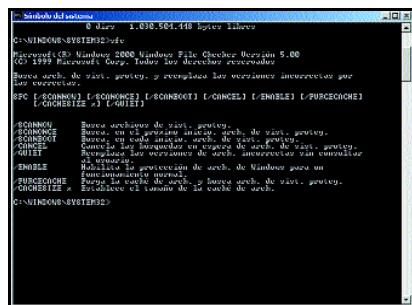 Símbolo del sistema
0 dirs 1.030.504.448 bytes libres
C:\WINDOWS\SYSTEM32>sfc
Microsoft(R) Windows 2000 Windows File Checker Versión 5.00
(C) 1999 Microsoft Corp. Todos los derechos reservados
Busca arch. de sist. proteg. y reemplaza las versiones incorrectas por
las correctas.
SFC [/SCANNOW] [/SCANONCE] [/SCANBOOT] [/CANCEL] [/ENABLE] [/PURGECACHE]
[/CACHESIZE x] [/QUIET]
/SCANNOW Busca archivos de sist. proteg.
/SCANONCE Busca, en el próximo inicio, arch. de sist. proteg.
/SCANBOOT Busca, en cada inicio, arch. de sist. proteg.
/CANCEL Cancela las búsquedas en espera de arch. de sist. proteg.
/QUIET Reemplaza las versiones de arch. incorrectas sin consultar
al usuario.
/ENABLE Habilita la protección de arch. de Windows para un
funcionamiento normal.
/PURGECACHE Purga la caché de arch. y busca arch. de sist. proteg.
/CACHESIZE x Establece el tamaño de la caché de arch.
C:\WINDOWS\SYSTEM32>